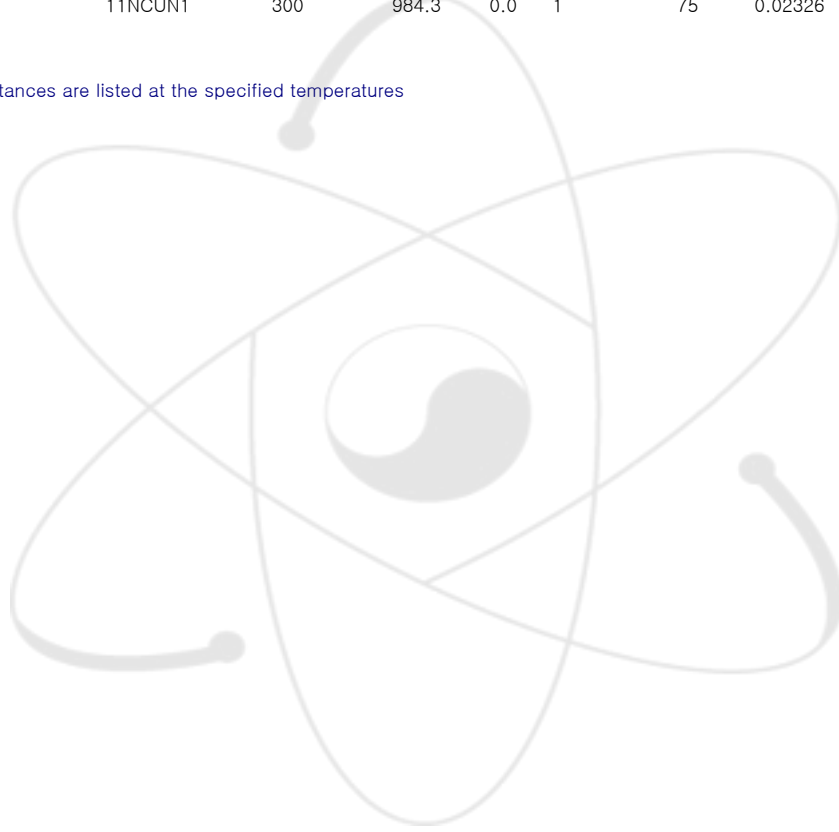 11NCUN1 300 984.3 0.0 1 75 0.02326
tances are listed at the specified temperatures